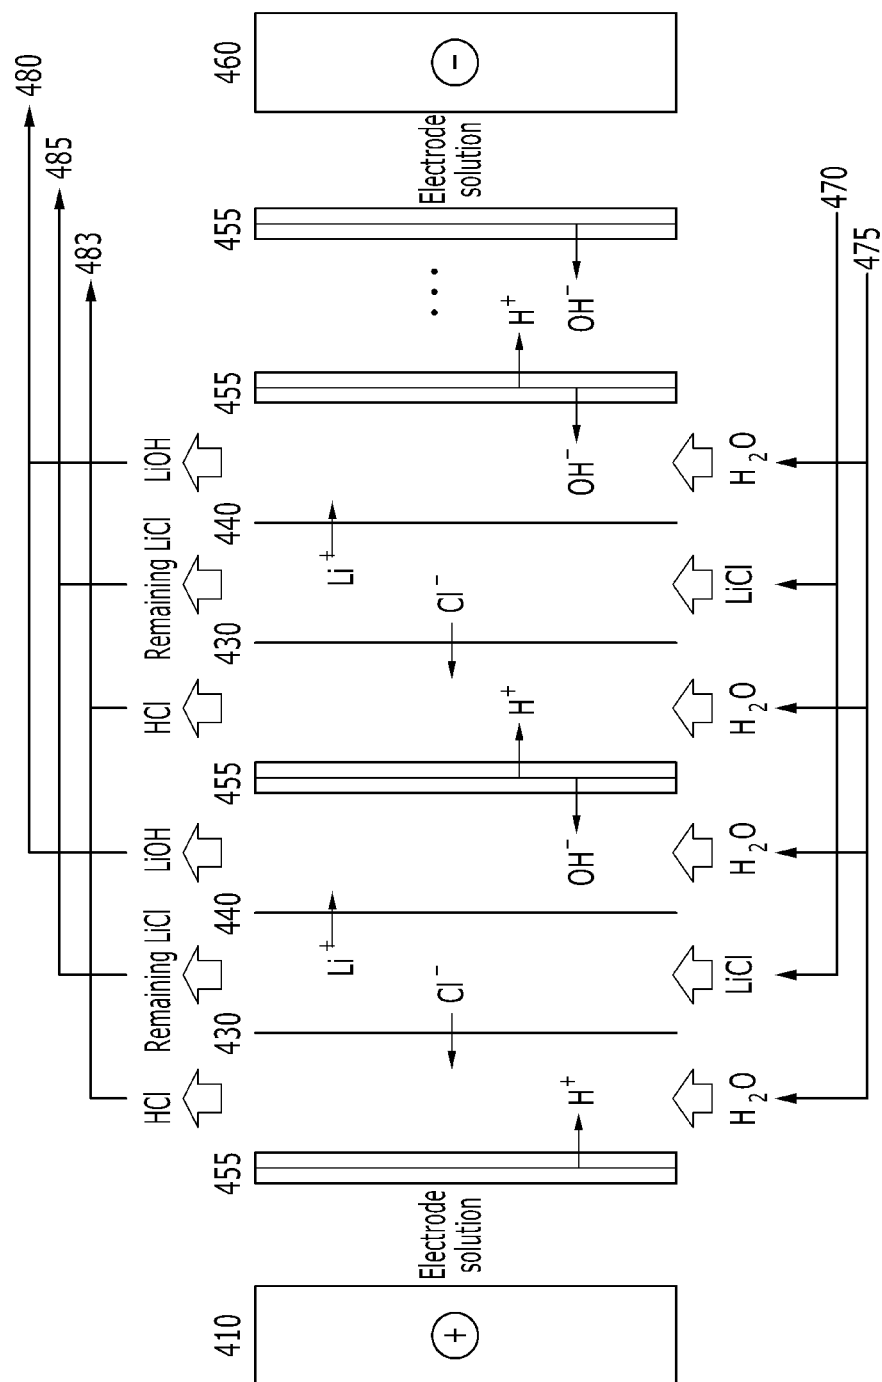 480
485
483
HCl Remaining LiCl LiOH HCl Remaining LiCl LiOH
410 455 430 440 455 430 440 455 455 460
Li⁺ Li⁺
Electrode
solution
Cl⁻ Cl⁻
...
Electrode
solution
+ -
H⁺ H⁺
H⁺ OH⁻ OH⁻ OH⁻
H₂O LiCl H₂O H₂O LiCl H₂O
470
475